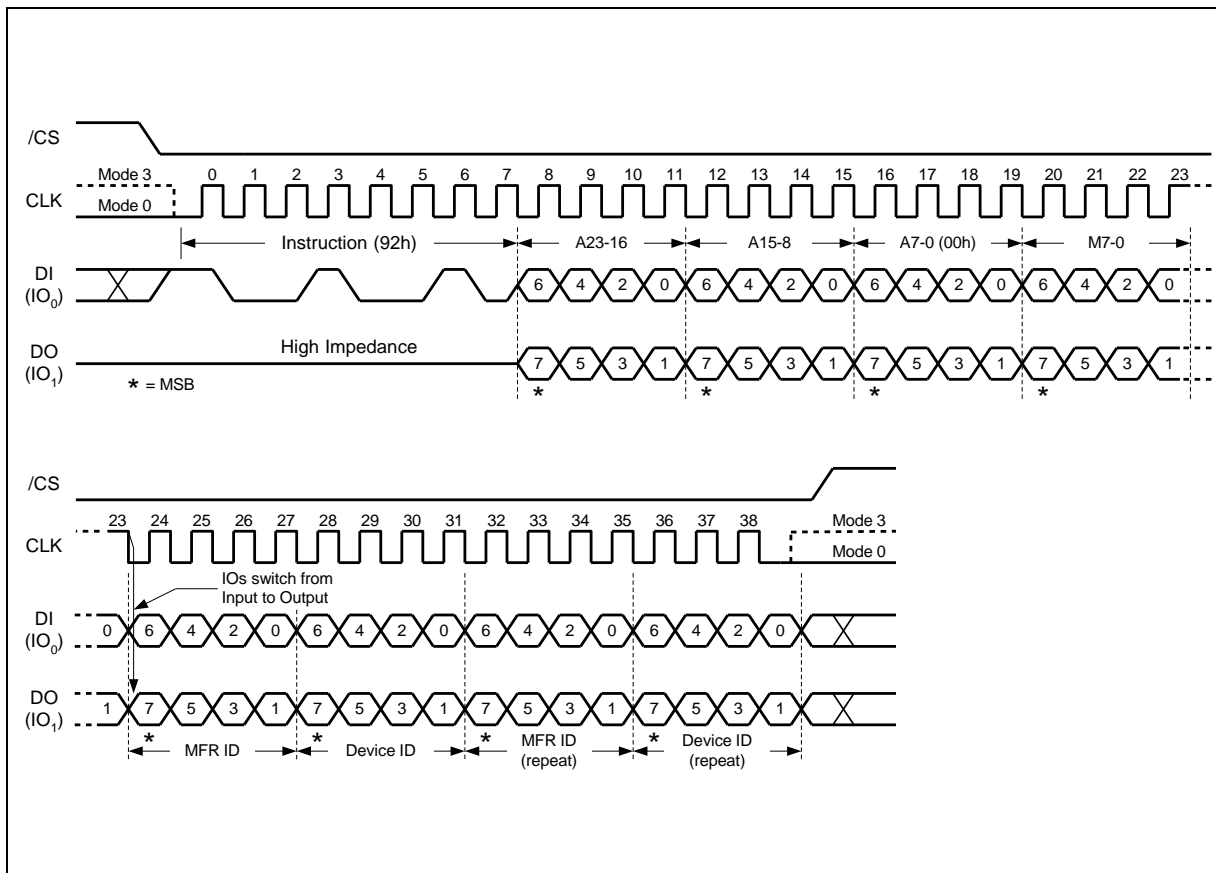 /CS
Mode 3 0 1 2 3 4 5 6 7 8 9 10 11 12 13 14 15 16 17 18 19 20 21 22 23
CLK
Mode 0
Instruction (92h) A23-16 A15-8 A7-0 (00h) M7-0
DI
(IO0) 6 4 2 0 6 4 2 0 6 4 2 0 6 4 2 0
High Impedance
DO
(IO1) 7 5 3 1 7 5 3 1 7 5 3 1 7 5 3 1
* = MSB * * * *
/CS
23 24 25 26 27 28 29 30 31 32 33 34 35 36 37 38 Mode 3
CLK
Mode 0
IOs switch from
Input to Output
DI
(IO0) 0 6 4 2 0 6 4 2 0 6 4 2 0 6 4 2 0
DO
(IO1) 1 7 5 3 1 7 5 3 1 7 5 3 1 7 5 3 1
* * * *
MFR ID Device ID MFR ID
(repeat) Device ID
(repeat)